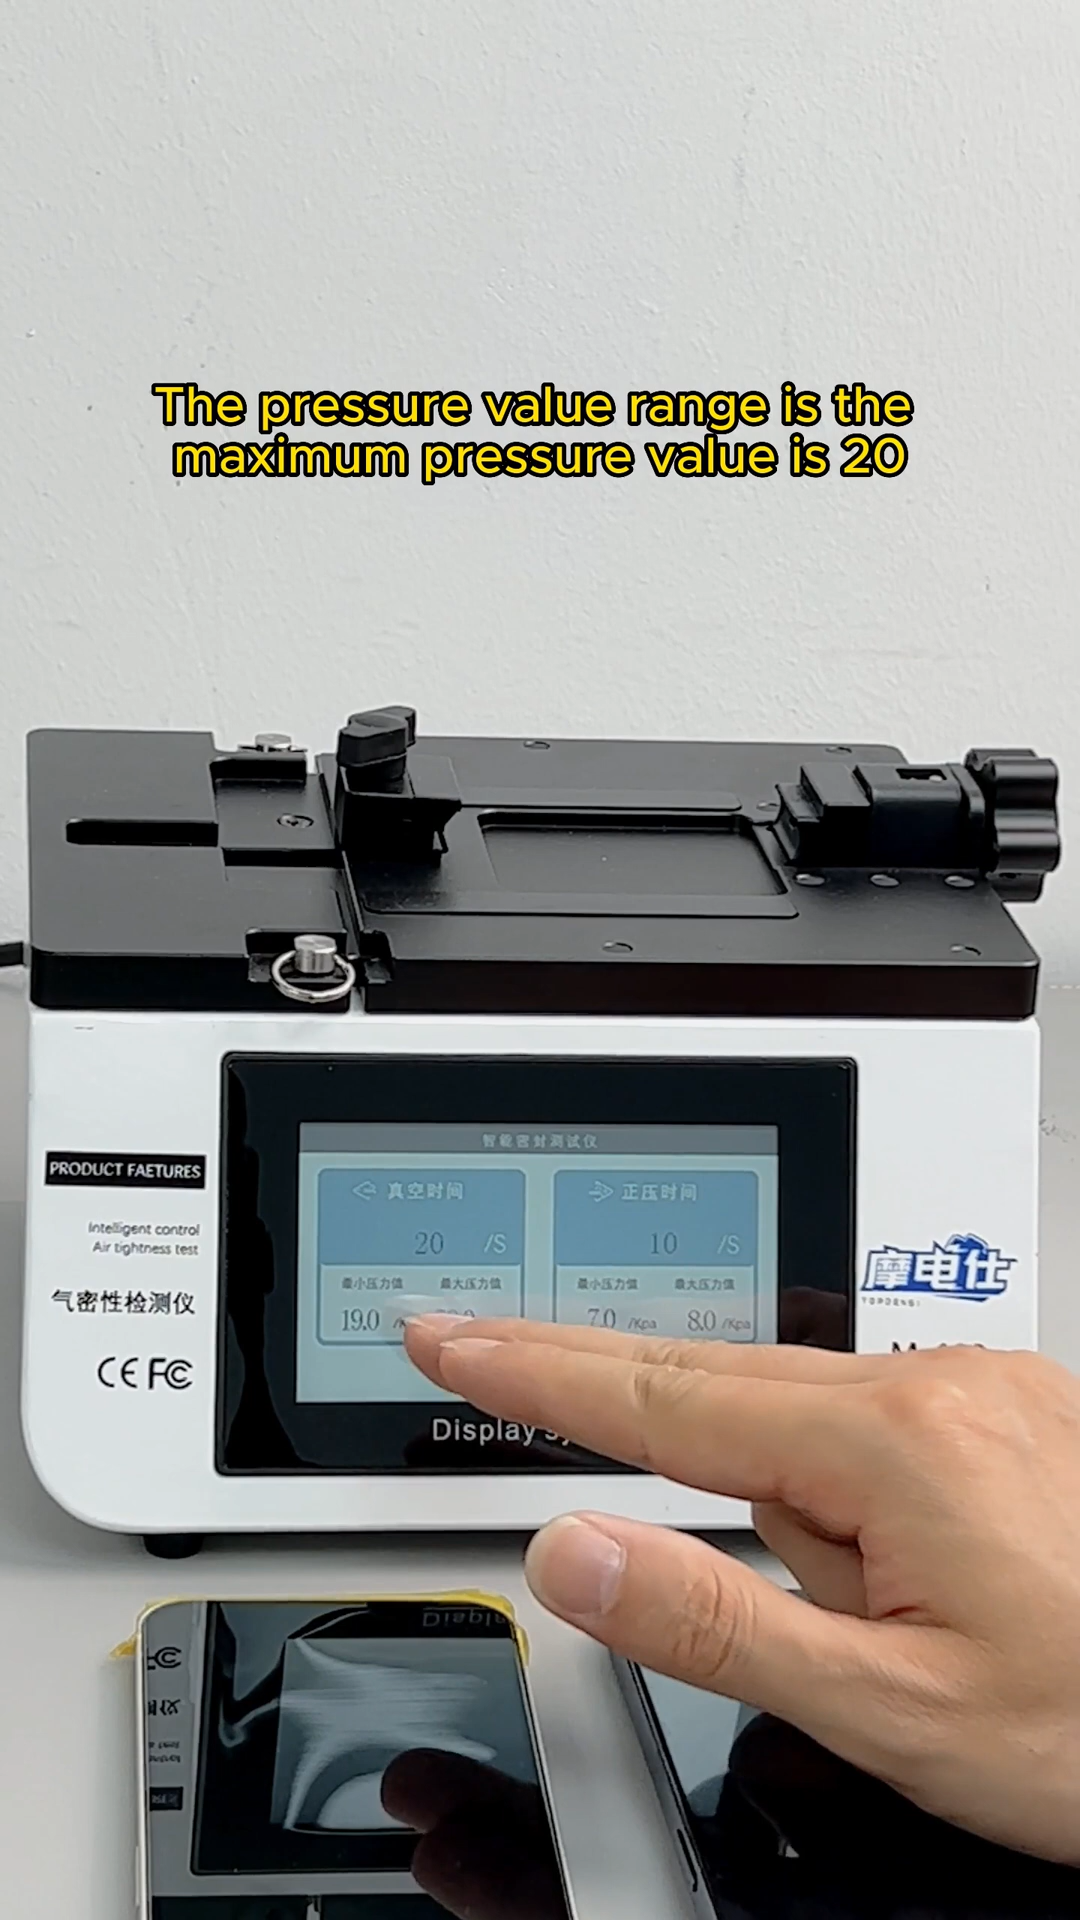 The pressure value range is the
maximum pressure value is 20
智能密封测试仪
真空时间
正压时间
20 /S
10 /S
最小压力值 最大压力值
最小压力值 最大压力值
19.0
7.0 /Kpa 8.0 /Kpa
Display
PRODUCT FAETURES
Intelligent control
Air tightness test
气密性检测仪
CE FC
摩电仕
TOPDENSI